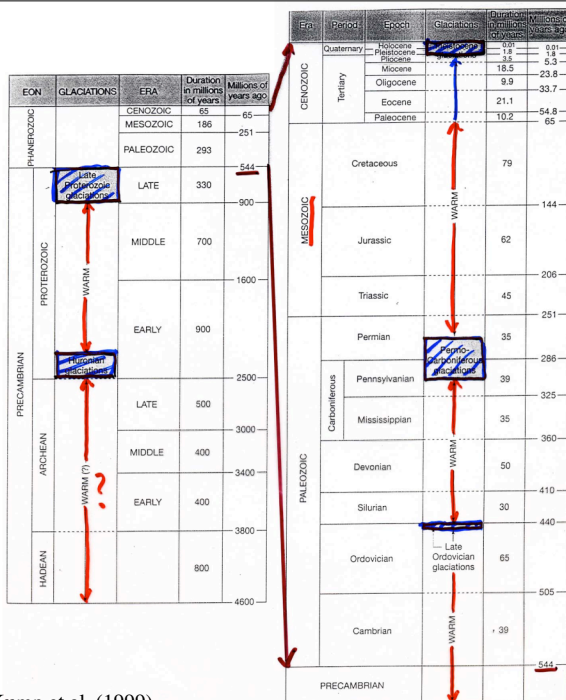 EON GLACIATIONS ERA Duration in millions of years Millions of years ago
PHANEROZOIC
CENOZOIC 65
65
MESOZOIC 186
251
PALEOZOIC 293
544
PRECAMBRIAN
PROTEROZOIC
Late Proterozoic glaciations
LATE 330
900
WARM
MIDDLE 700
1600
EARLY 900
Huronian glaciations
2500
ARCHEAN
LATE 500
3000
WARM (?)
?
MIDDLE 400
3400
EARLY 400
3800
HADEAN
800
4600
Era Period Epoch Glaciations Duration in millions of years Millions of years ago
CENOZOIC
Quaternary
Holocene 0.01
0.01
Pleistocene 1.8
1.8
Tertiary
Pliocene 3.5
5.3
Miocene 18.5
23.8
Oligocene 9.9
33.7
Eocene 21.1
54.8
Paleocene 10.2
65
MESOZOIC
Cretaceous 79
WARM
144
Jurassic 62
206
Triassic 45
251
PALEOZOIC
Permian 35
Permo-Carboniferous glaciations
286
Carboniferous
Pennsylvanian 39
325
Mississippian 35
360
WARM
Devonian 50
410
Silurian 30
440
Late Ordovician glaciations
Ordovician 65
505
Cambrian 39
WARM
544
PRECAMBRIAN
Kump et al. (1999)